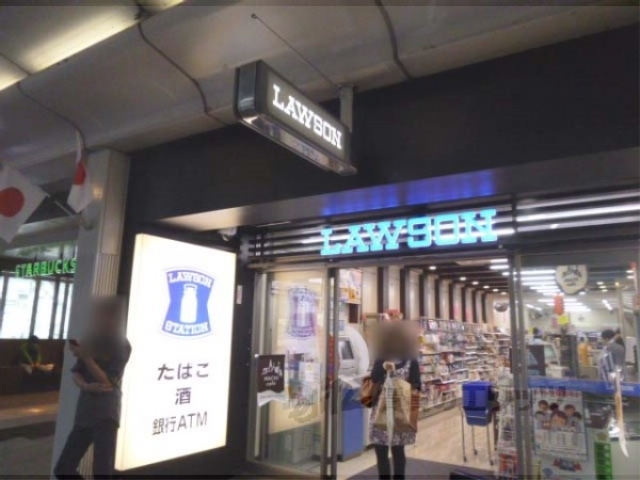 LAWSON
LAWSON
STARBUCKS
LAWSON
STATION
たばこ
酒
銀行ATM